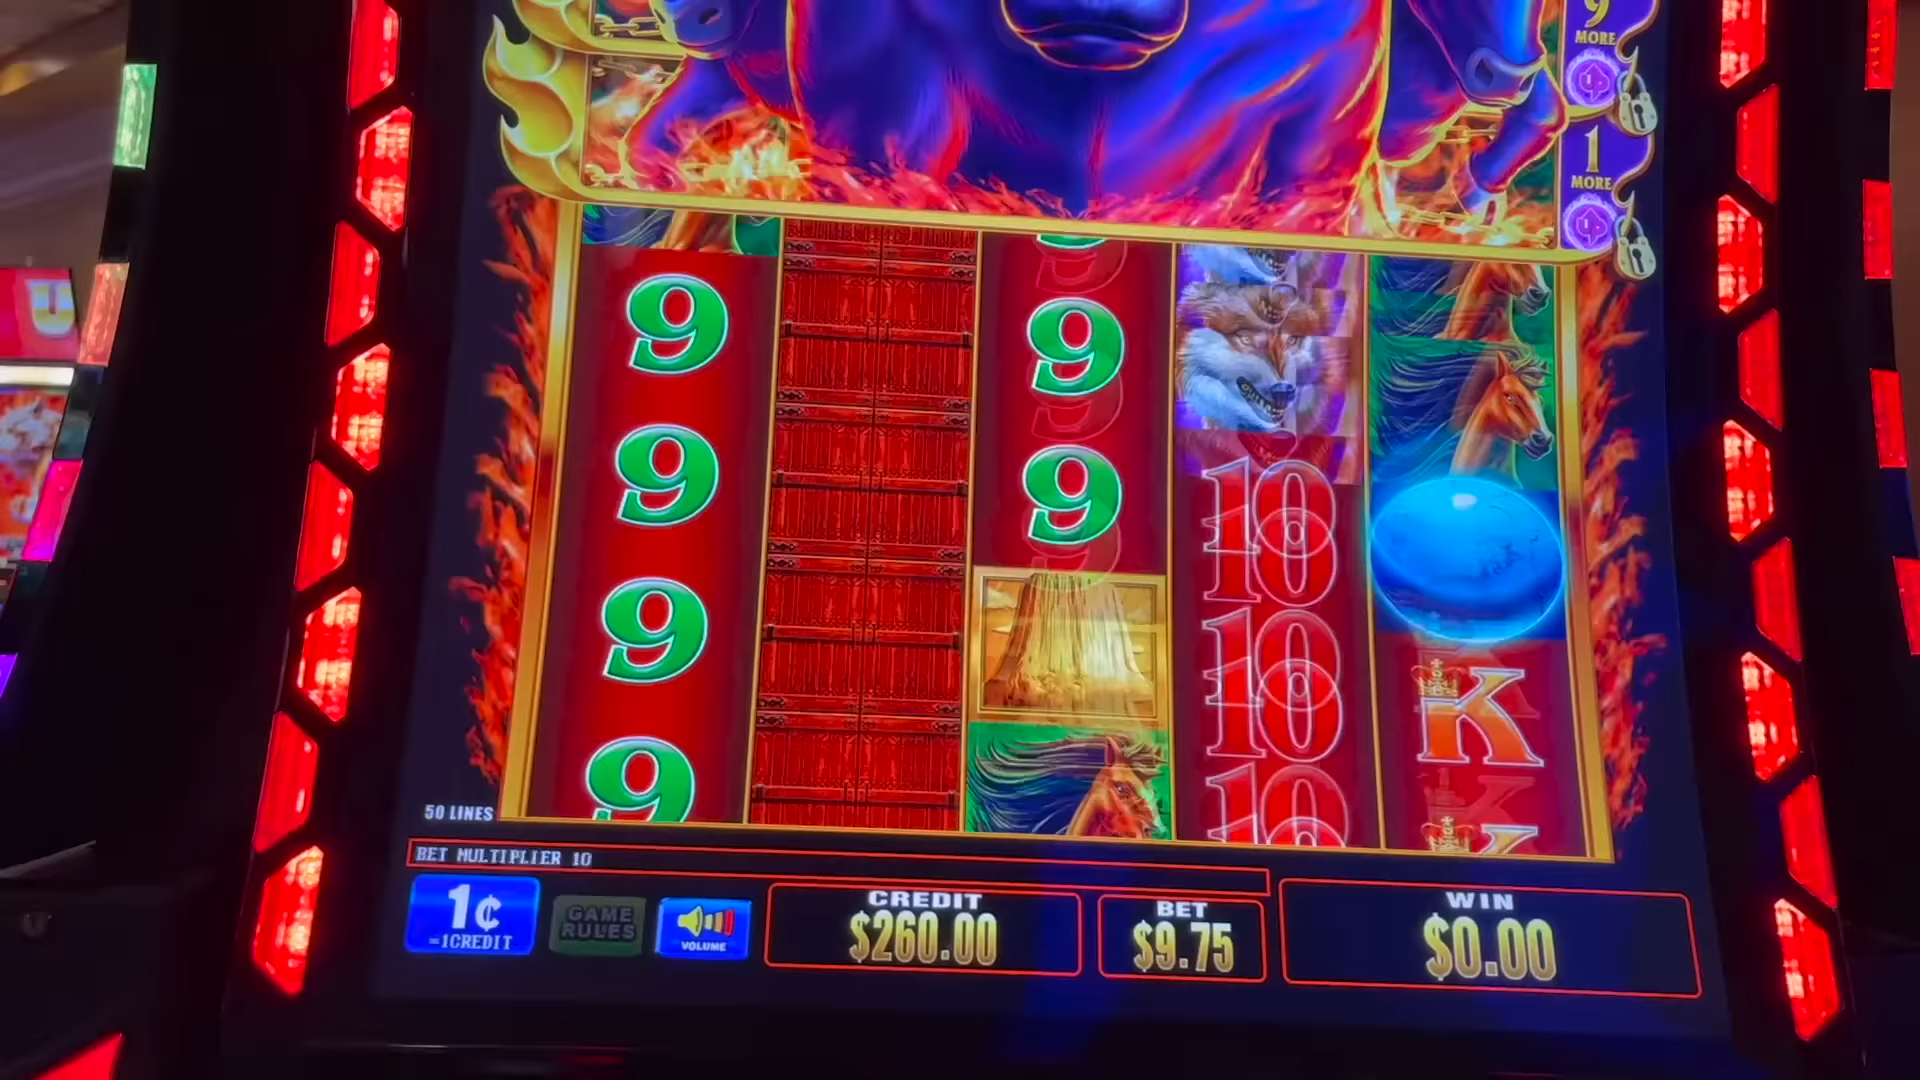 9
MORE
1
MORE
9
9
9
9
9
9
10
10
10
K
K
50 LINES
BET MULTIPLIER 10
1¢
=1CREDIT
GAME
RULES
VOLUME
CREDIT
$260.00
BET
$9.75
WIN
$0.00
U